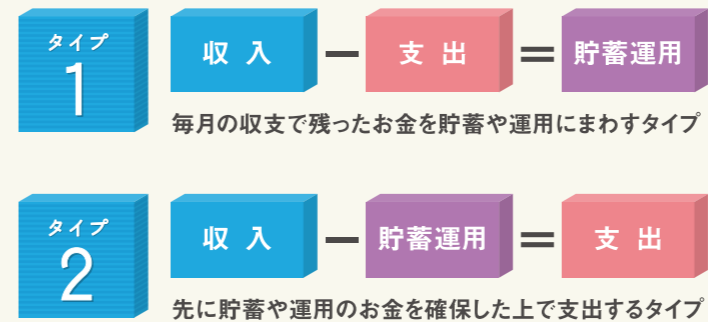 タイプ
1
収入 − 支出 = 貯蓄運用
毎月の収支で残ったお金を貯蓄や運用にまわすタイプ
タイプ
2
収入 − 貯蓄運用 = 支出
先に貯蓄や運用のお金を確保した上で支出するタイプ